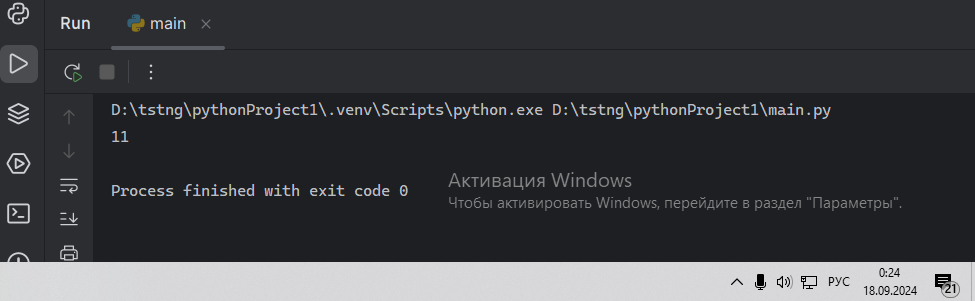 Run
main
D:\tstng\pythonProject1\.venv\Scripts\python.exe D:\tstng\pythonProject1\main.py
11
Process finished with exit code 0
Активация Windows
Чтобы активировать Windows, перейдите в раздел "Параметры".
РУС
0:24
18.09.2024
21